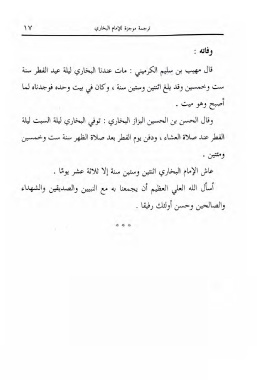 ترجمة موجزة للإمام البخاري ١٧
وفاته :
قال مهيب بن سليم الكرميني : مات عندنا البخاري ليلة عيد الفطر سنة
ست وخمسين وقد بلغ اثنتين وستين سنة ، وكان في بيت وحده فوجدناه لما
أصبح وهو ميت .
وقال الحسن بن الحسين البزاز البخاري : توفي البخاري ليلة السبت ليلة
الفطر عند صلاة العشاء ، ودفن يوم الفطر بعد صلاة الظهر سنة ست وخمسين
ومئتين .
عاش الإمام البخاري اثنتين وستين سنة إلا ثلاثة عشر يومًا .
أسأل الله العلي العظيم أن يجمعنا به مع النبيين والصديقين والشهداء
والصالحين وحسن أولئك رفيقا .
* * *